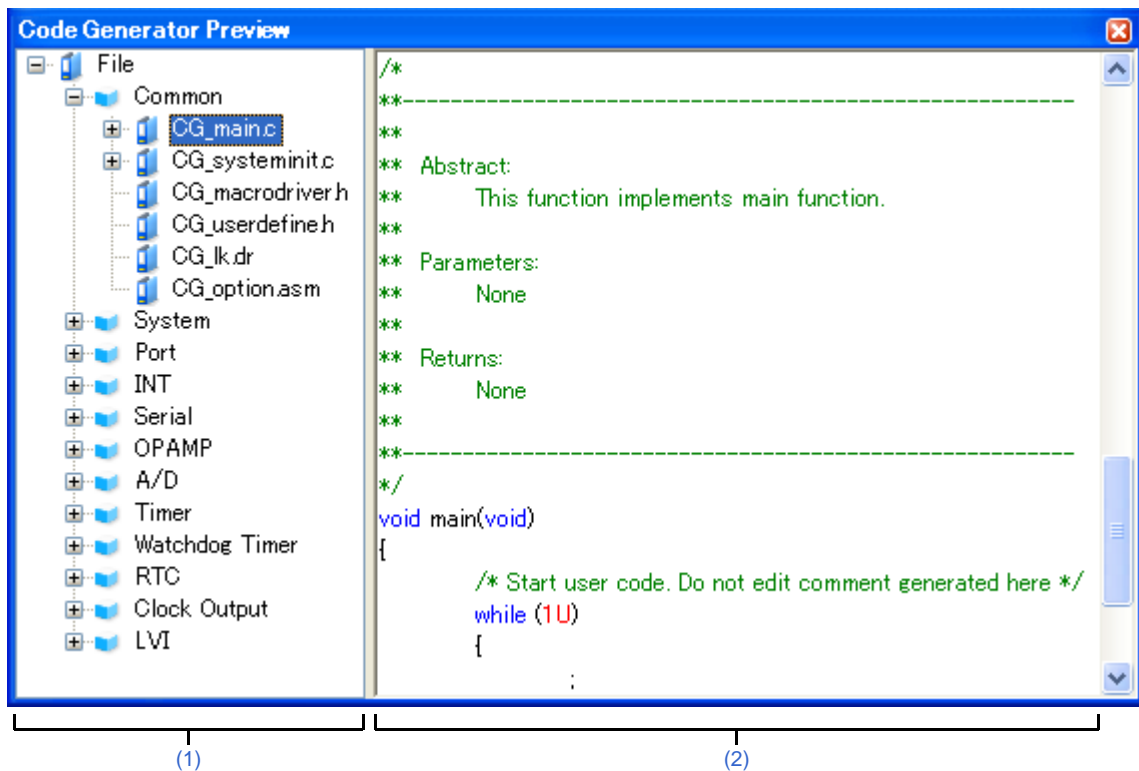 Code Generator Preview
File
Common
CG_main.c
CG_systeminit.c
CG_macrodriver.h
CG_userdefine.h
CG_lk.dr
CG_option.asm
System
Port
INT
Serial
OPAMP
A/D
Timer
Watchdog Timer
RTC
Clock Output
LVI
/*
**--------------------------------------------------------
**
** Abstract:
** This function implements main function.
**
** Parameters:
** None
**
** Returns:
** None
**
**--------------------------------------------------------
*/
void main(void)
{
/* Start user code. Do not edit comment generated here */
while (1U)
{
;
(1)
(2)